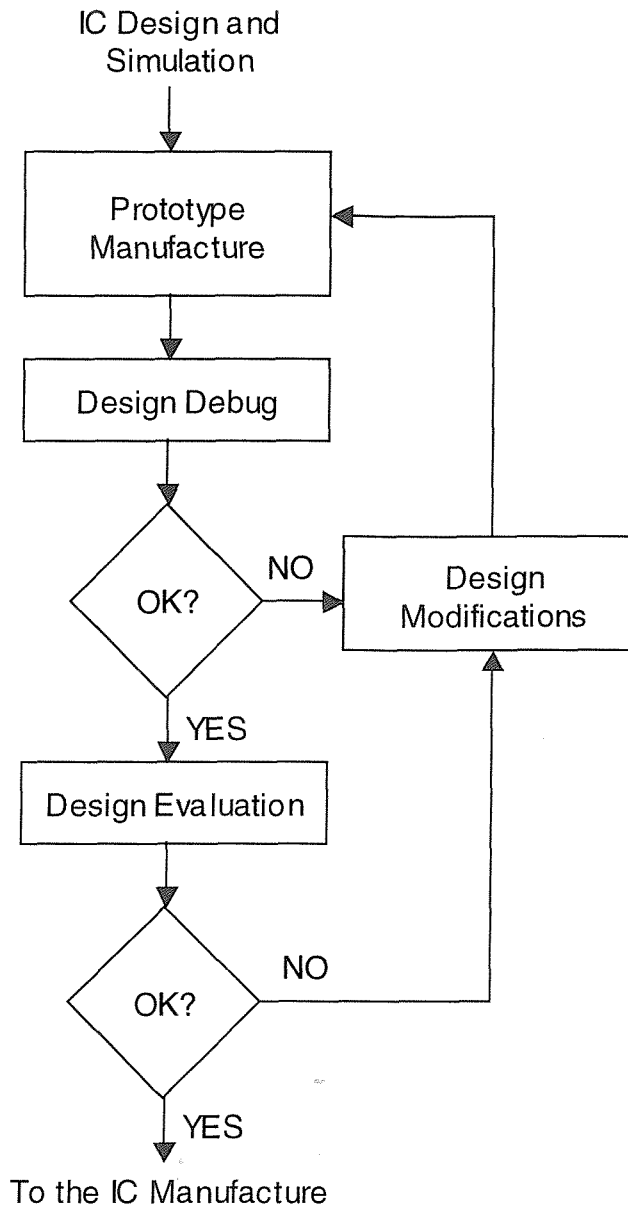 IC Design and
Simulation
Prototype
Manufacture
Design Debug
OK?
NO
Design
Modifications
YES
Design Evaluation
OK?
NO
YES
To the IC Manufacture